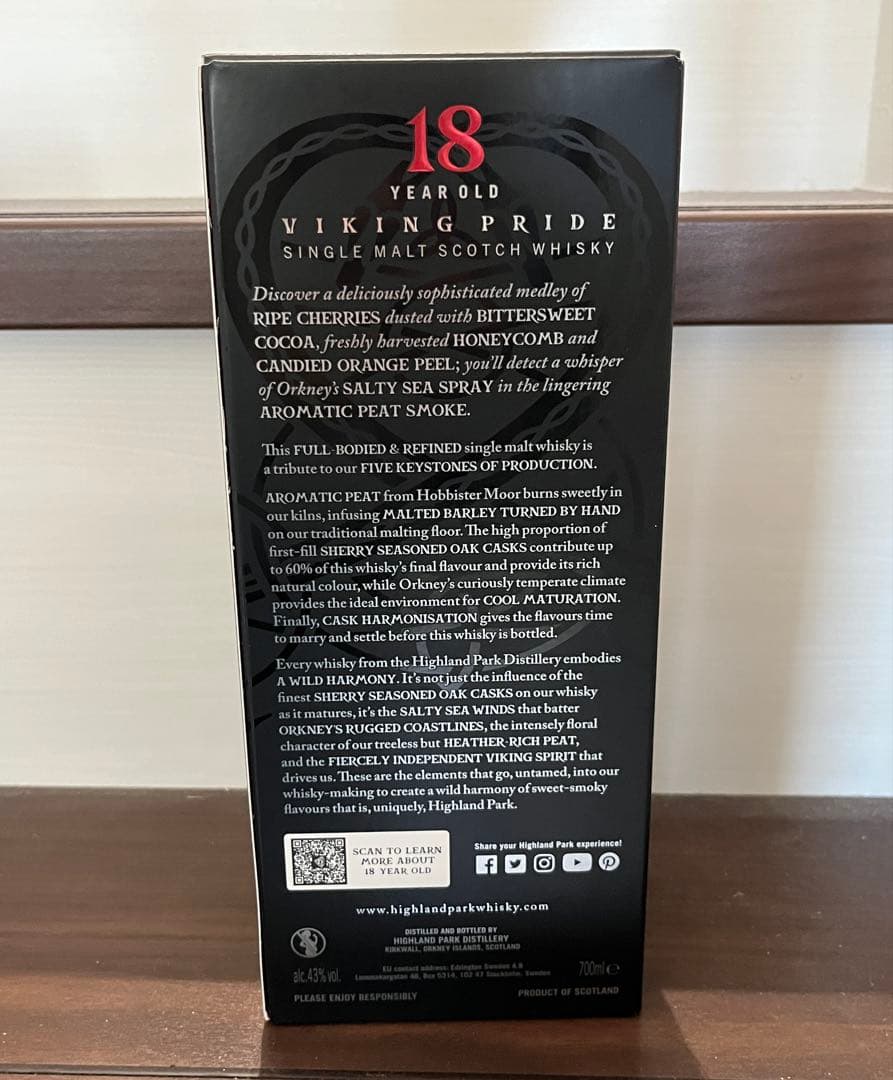 18
YEAR OLD
VIKING PRIDE
SINGLE MALT SCOTCH WHISKY
Discover a deliciously sophisticated medley of
RIPE CHERRIES dusted with BITTERSWEET
COCOA, freshly harvested HONEYCOMB and
CANDIED ORANGE PEEL; you'll detect a whisper
of Orkney's SALTY SEA SPRAY in the lingering
AROMATIC PEAT SMOKE.
This FULL-BODIED & REFINED single malt whisky is
a tribute to our FIVE KEYSTONES OF PRODUCTION.
AROMATIC PEAT from Hobbister Moor burns sweetly in
our kilns, infusing MALTED BARLEY TURNED BY HAND
on our traditional malting floor. The high proportion of
first-fill SHERRY SEASONED OAK CASKS contribute up
to 60% of this whisky's final flavour and provide its rich
natural colour, while Orkney's curiously temperate climate
provides the ideal environment for COOL MATURATION.
Finally, CASK HARMONISATION gives the flavours time
to marry and settle before this whisky is bottled.
Every whisky from the Highland Park Distillery embodies
A WILD HARMONY. It's not just the influence of the
finest SHERRY SEASONED OAK CASKS on our whisky
as it matures, it's the SALTY SEA WINDS that batter
ORKNEY'S RUGGED COASTLINES, the intensely floral
character of our treeless but HEATHER-RICH PEAT,
and the FIERCELY INDEPENDENT VIKING SPIRIT that
drives us. These are the elements that go, untamed, into our
whisky-making to create a wild harmony of sweet-smoky
flavours that is, uniquely, Highland Park.
SCAN TO LEARN
MORE ABOUT
18 YEAR OLD
Share your Highland Park experience!
www.highlandparkwhisky.com
DISTILLED AND BOTTLED BY
HIGHLAND PARK DISTILLERY
KIRKWALL, ORKNEY ISLANDS, SCOTLAND
alc.43% vol.
EU contact address: Edrington Sweden AB
Box 5314, 102 47 Stockholm, Sweden
700ml e
PLEASE ENJOY RESPONSIBLY
PRODUCT OF SCOTLAND